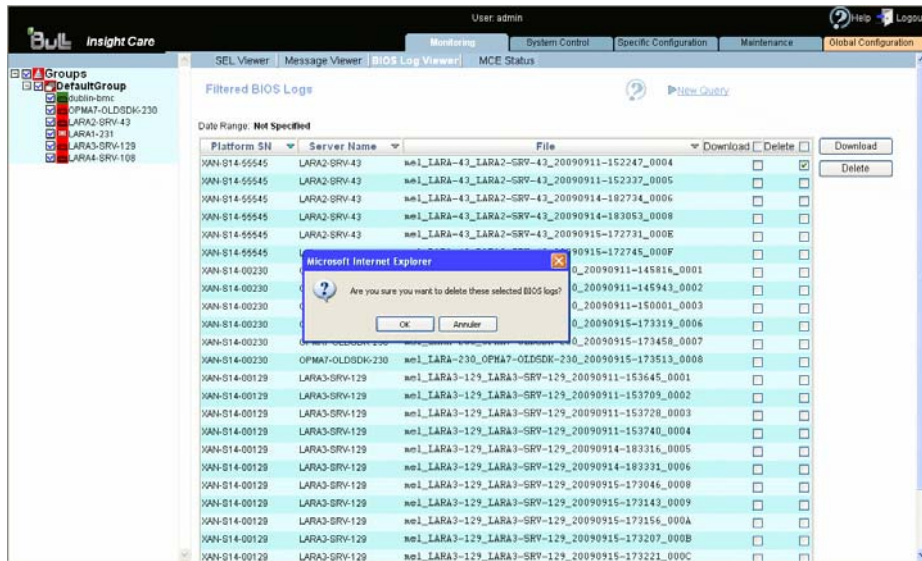 User: admin
Help Logou
Bull Insight Care
Monitoring System Control Specific Configuration Maintenance Global Configuration
SEL Viewer Message Viewer BIOS Log Viewer MCE Status
Groups
DefaultGroup
dublin-bmc
OPMA7-OLDSDK-230
LARA2-SRV-43
LARA1-231
LARA3-SRV-129
LARA4-SRV-108
Filtered BIOS Logs
New Query
Date Range: Not Specified
Platform SN Server Name File Download Delete
Download
Delete
XAN-S14-55545 LARA2-SRV-43 mel_LARA-43_LARA2-SRV-43_20090911-152247_0004
XAN-S14-55545 LARA2-SRV-43 mel_LARA-43_LARA2-SRV-43_20090911-152337_0005
XAN-S14-55545 LARA2-SRV-43 mel_LARA-43_LARA2-SRV-43_20090914-182734_0006
XAN-S14-55545 LARA2-SRV-43 mel_LARA-43_LARA2-SRV-43_20090914-183053_0008
XAN-S14-55545 LARA2-SRV-43 mel_LARA-43_LARA2-SRV-43_20090915-172731_000E
XAN-S14-55545 90915-172745_000F
XAN-S14-00230 0_20090911-145816_0001
XAN-S14-00230 0_20090911-145943_0002
XAN-S14-00230 0_20090911-150001_0003
XAN-S14-00230 0_20090915-173319_0006
XAN-S14-00230 0_20090915-173458_0007
XAN-S14-00230 OPMA7-OLDSDK-230 mel_LARA-230_OPMA7-OLDSDK-230_20090915-173513_0008
XAN-S14-00129 LARA3-SRV-129 mel_LARA3-129_LARA3-SRV-129_20090911-153645_0001
XAN-S14-00129 LARA3-SRV-129 mel_LARA3-129_LARA3-SRV-129_20090911-153709_0002
XAN-S14-00129 LARA3-SRV-129 mel_LARA3-129_LARA3-SRV-129_20090911-153728_0003
XAN-S14-00129 LARA3-SRV-129 mel_LARA3-129_LARA3-SRV-129_20090911-153740_0004
XAN-S14-00129 LARA3-SRV-129 mel_LARA3-129_LARA3-SRV-129_20090914-183316_0005
XAN-S14-00129 LARA3-SRV-129 mel_LARA3-129_LARA3-SRV-129_20090914-183331_0006
XAN-S14-00129 LARA3-SRV-129 mel_LARA3-129_LARA3-SRV-129_20090915-173046_0008
XAN-S14-00129 LARA3-SRV-129 mel_LARA3-129_LARA3-SRV-129_20090915-173143_0009
XAN-S14-00129 LARA3-SRV-129 mel_LARA3-129_LARA3-SRV-129_20090915-173156_000A
XAN-S14-00129 LARA3-SRV-129 mel_LARA3-129_LARA3-SRV-129_20090915-173207_000B
XAN-S14-00129 LARA3-SRV-129 mel_LARA3-129_LARA3-SRV-129_20090915-173221_000C
Microsoft Internet Explorer
Are you sure you want to delete these selected BIOS logs?
OK Annuler